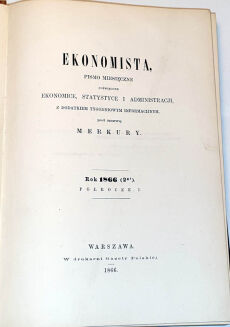 EKONOMISTA,
PISMO MIESIĘCZNE
POŚWIĘCONE
EKONOMICE, STATYSTYCE I ADMINISTRACJI,
Z DODATKIEM TYGODNIOWYM INFORMACYJNYM,
pod nazwą
MERKURY.
Rok 1866 (2gi).
PÓŁROCZE I.
WARSZAWA.
W drukarni Gazety Polskiej
1866.